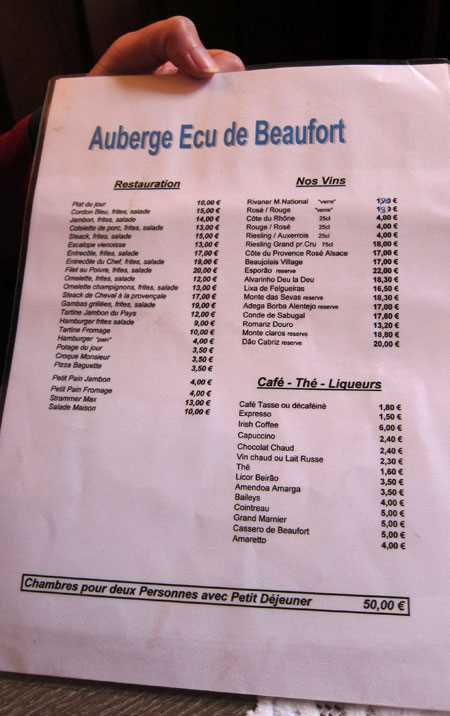 Auberge Ecu de Beaufort
Restauration
Plat du jour 10,00 €
Cordon Bleu, frites, salade 15,00 €
Jambon, frites, salade 14,00 €
Cotelette de porc, frites, salade 13,00 €
Steack, frites, salade 15,00 €
Escalope viennoise 13,00 €
Entrecôte, frites, salade 17,00 €
Entrecôte du Chef, frites, salade 19,00 €
Filet au Poivre, frites, salade 20,00 €
Omelette, frites, salade 12,00 €
Omelette champignons, frites, salade 13,50 €
Steack de Cheval à la provençale 17,00 €
Gambas grillées, frites, salade 19,00 €
Tartine Jambon du Pays 12,00 €
Hamburger frites salade 9,00 €
Tartine Fromage 10,00 €
Hamburger "pain" 4,00 €
Potage du jour 3,50 €
Croque Monsieur 3,50 €
Pizza Baguette 3,50 €
Petit Pain Jambon 4,00 €
Petit Pain Fromage 4,00 €
Strammer Max 13,00 €
Salade Maison 10,00 €
Nos Vins
Rivaner M.National "verre" €
Rosé / Rouge "verre" €
Côte du Rhône 25cl 4,00 €
Rouge / Rosé 25cl 4,00 €
Riesling / Auxerrois 25cl 4,00 €
Riesling Grand pr.Cru 75cl 18,00 €
Côte du Provence Rosé Alsace 17,00 €
Beaujolais Village 17,00 €
Esporão reserve 22,00 €
Alvarinho Deu la Deu 18,30 €
Lixa de Felgueiras 16,50 €
Monte das Sevas reserve 18,30 €
Adega Borba Alentejo reserve 17,00 €
Conde de Sabugal 17,80 €
Romariz Douro 13,20 €
Monte claros reserve 18,80 €
Dão Cabriz reserve 20,00 €
Café - Thé - Liqueurs
Café Tasse ou décaféiné 1,80 €
Expresso 1,50 €
Irish Coffee 6,00 €
Capuccino 2,40 €
Chocolat Chaud 2,40 €
Vin chaud ou Lait Russe 2,30 €
Thé 1,60 €
Licor Beirão 3,50 €
Amendoa Amarga 3,50 €
Baileys 4,00 €
Cointreau 5,00 €
Grand Marnier 5,00 €
Cassero de Beaufort 5,00 €
Amaretto 4,00 €
Chambres pour deux Personnes avec Petit Déjeuner 50,00 €